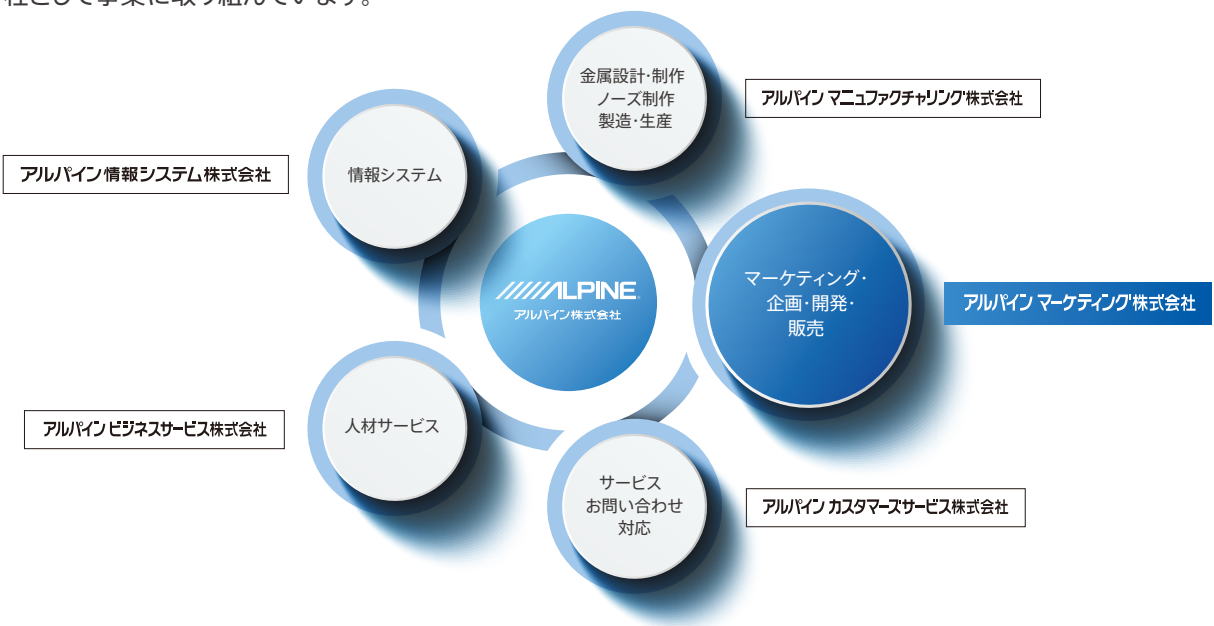 社として事業に取り組んでいます。
金属設計・制作
ノーズ制作
製造・生産
アルパイン マニュファクチャリング株式会社
アルパイン情報システム株式会社
情報システム
マーケティング・
企画・開発・
販売
アルパイン マーケティング株式会社
ALPINE
アルパイン株式会社
アルパイン ビジネスサービス株式会社
人材サービス
サービス
お問い合わせ
対応
アルパイン カスタマーズサービス株式会社